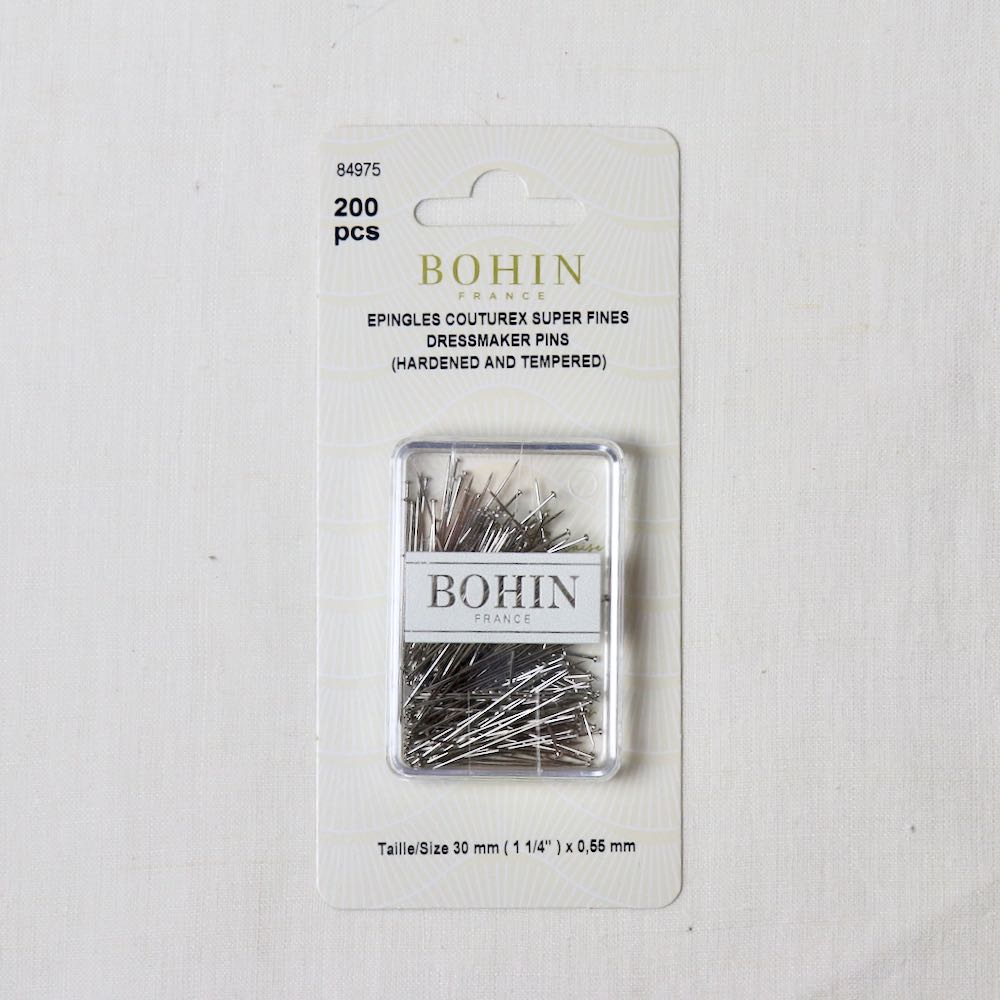 84975
200
pcs
BOHIN
FRANCE
EPINGLES COUTUREX SUPER FINES
DRESSMAKER PINS
(HARDENED AND TEMPERED)
BOHIN
FRANCE
Taille/Size 30 mm ( 1 1/4" ) x 0,55 mm